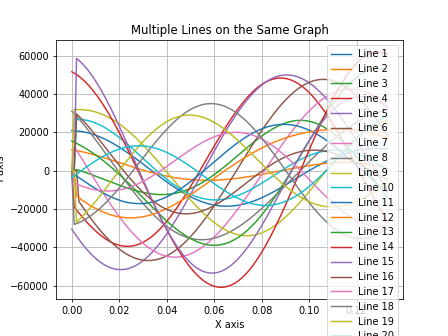 Multiple Lines on the Same Graph
60000
40000
20000
0
−20000
−40000
−60000
axis
0.00
0.02
0.04
0.06
0.08
0.10
X axis
Line 1
Line 2
Line 3
Line 4
Line 5
Line 6
Line 7
Line 8
Line 9
Line 10
Line 11
Line 12
Line 13
Line 14
Line 15
Line 16
Line 17
Line 18
Line 19
Line 20